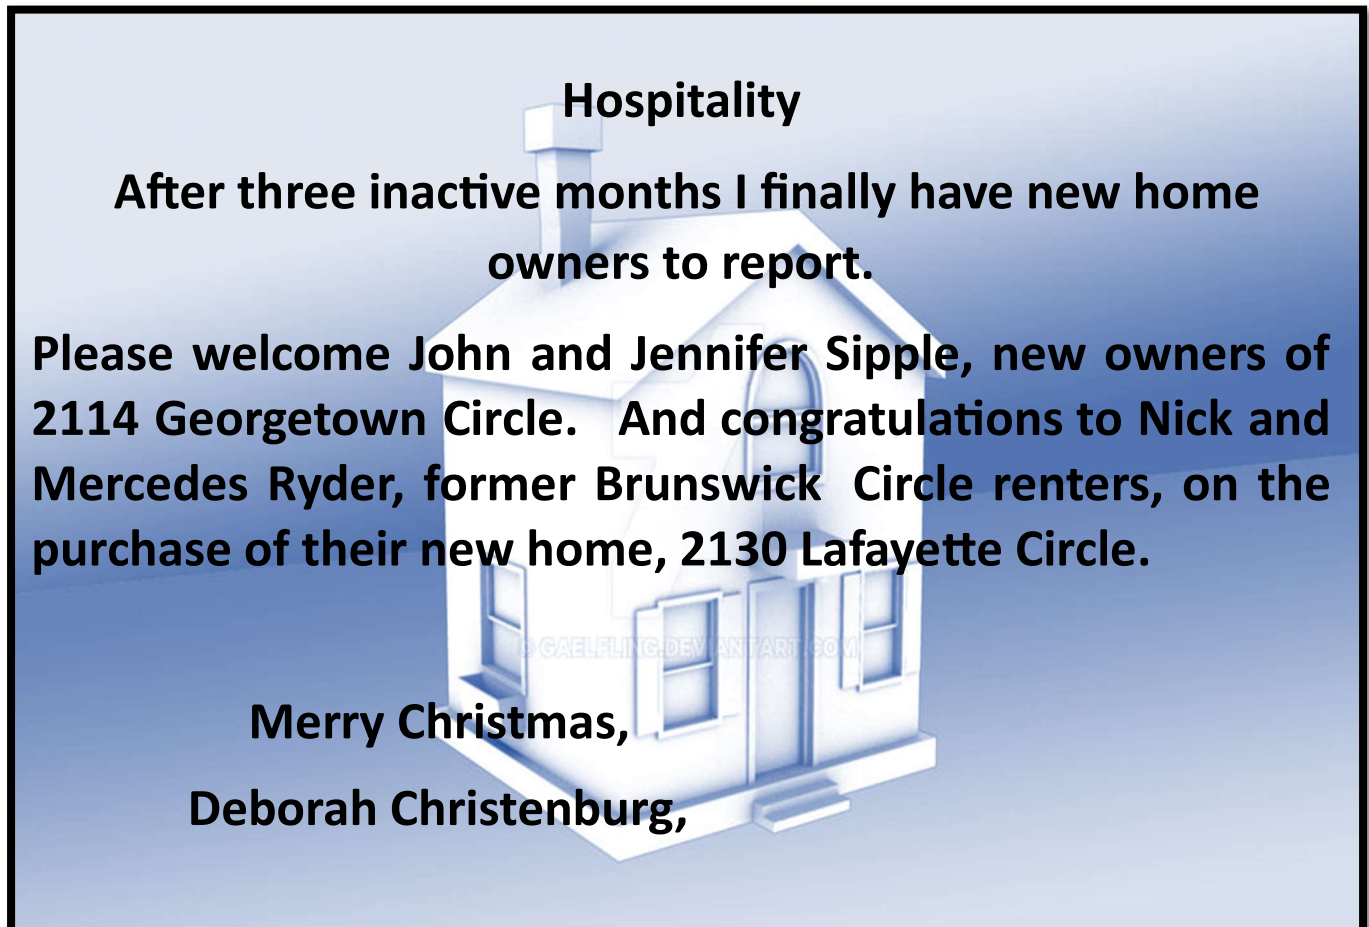 Hospitality
After three inactive months I finally have new home
owners to report.
Please welcome John and Jennifer Sipple, new owners of
2114 Georgetown Circle. And congratulations to Nick and
Mercedes Ryder, former Brunswick Circle renters, on the
purchase of their new home, 2130 Lafayette Circle.
© GAELFLING.DEVIANTART.COM
Merry Christmas,
Deborah Christenburg,